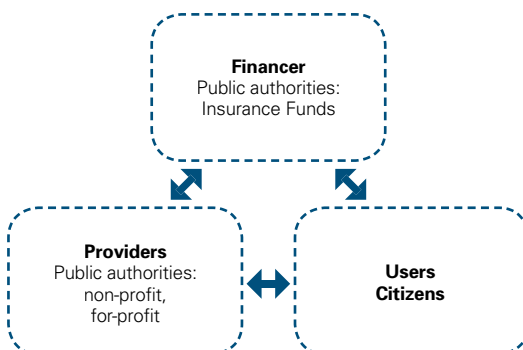 Financer
Public authorities:
Insurance Funds
Providers
Public authorities:
non-profit,
for-profit
Users
Citizens